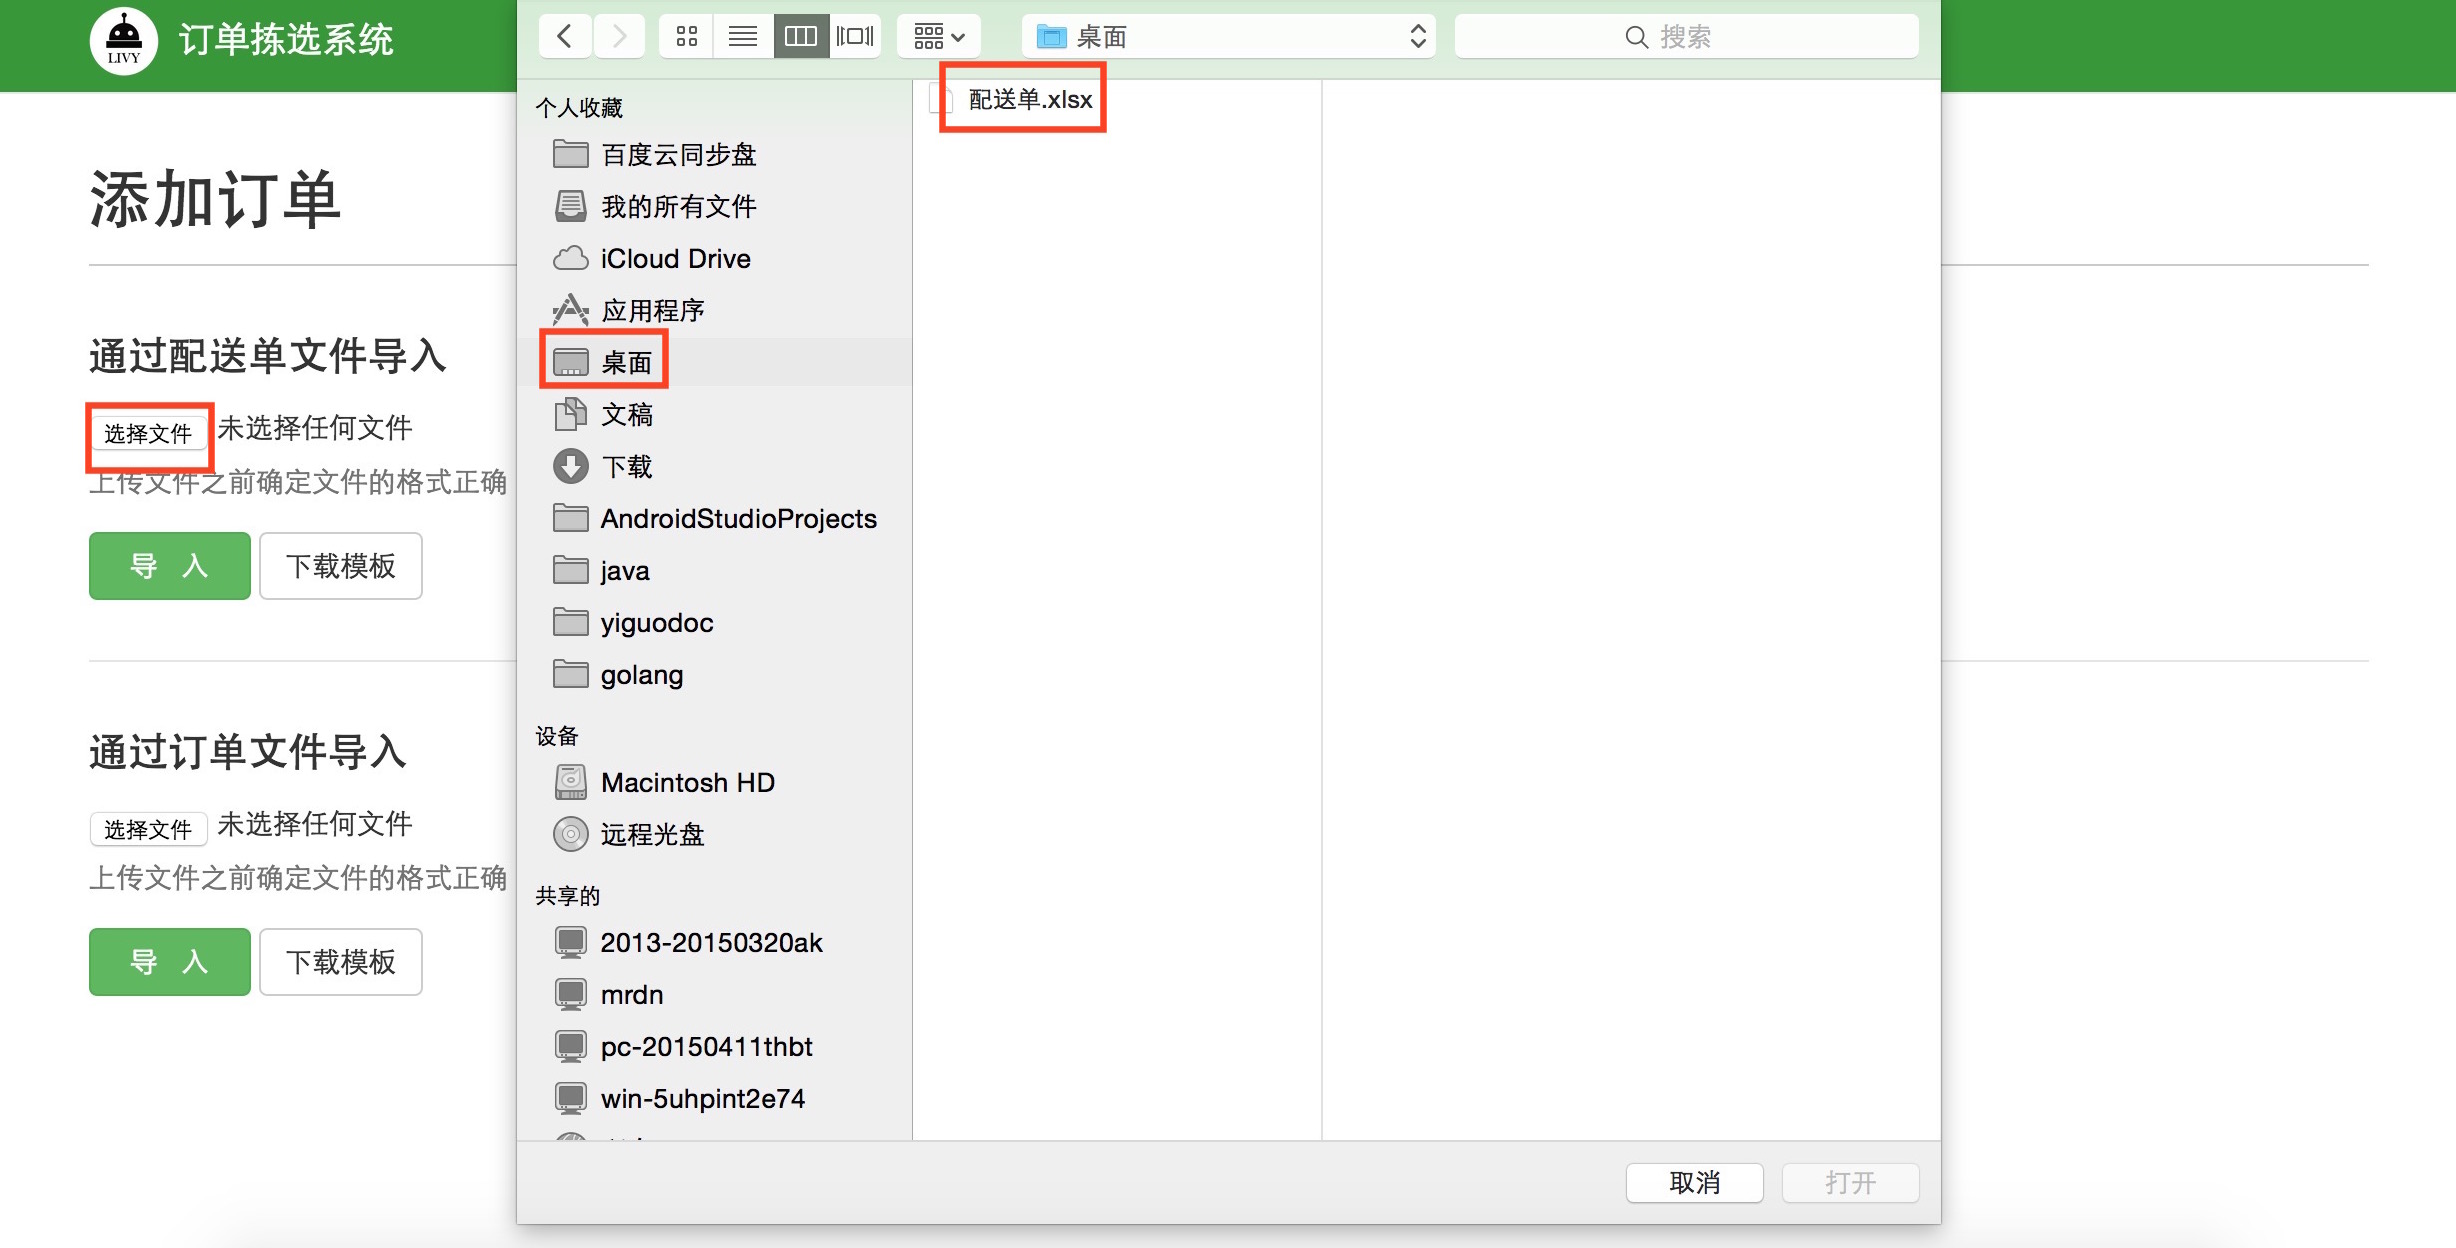 LIVY
订单拣选系统
添加订单
通过配送单文件导入
选择文件 未选择任何文件
上传文件之前确定文件的格式正确
导 入 下载模板
通过订单文件导入
选择文件 未选择任何文件
上传文件之前确定文件的格式正确
导 入 下载模板
桌面
搜索
个人收藏
百度云同步盘
我的所有文件
iCloud Drive
应用程序
桌面
文稿
下载
AndroidStudioProjects
java
yiguodoc
golang
设备
Macintosh HD
远程光盘
共享的
2013-20150320ak
mrdn
pc-20150411thbt
win-5uhpint2e74
配送单.xlsx
取消 打开